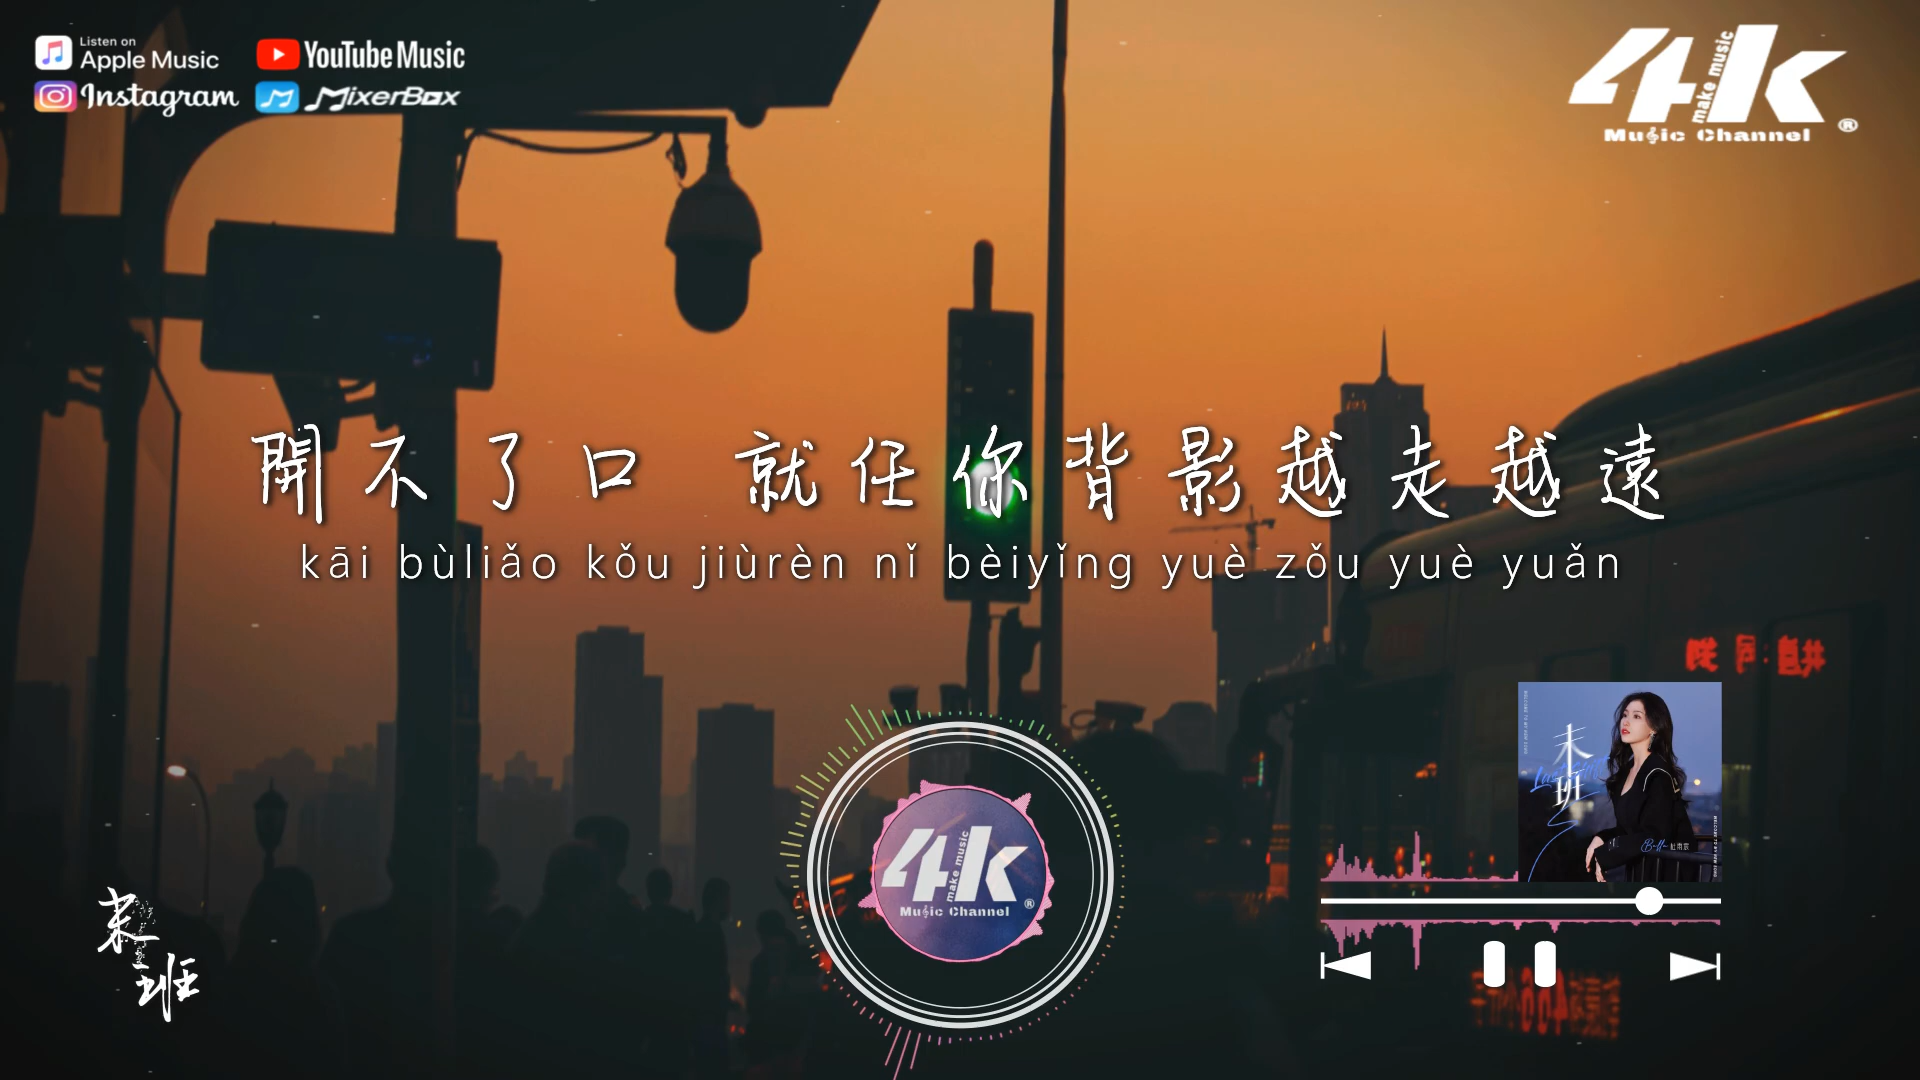 Listen on
Apple Music
YouTube Music
Instagram
MixerBox
4k
make music
Music Channel
®
開不了口 就任你背影越走越遠
kāi bùliǎo kǒu jiùrèn nǐ bèiyǐng yuè zǒu yuè yuǎn
末班
4k
make music
Music Channel
®
末班